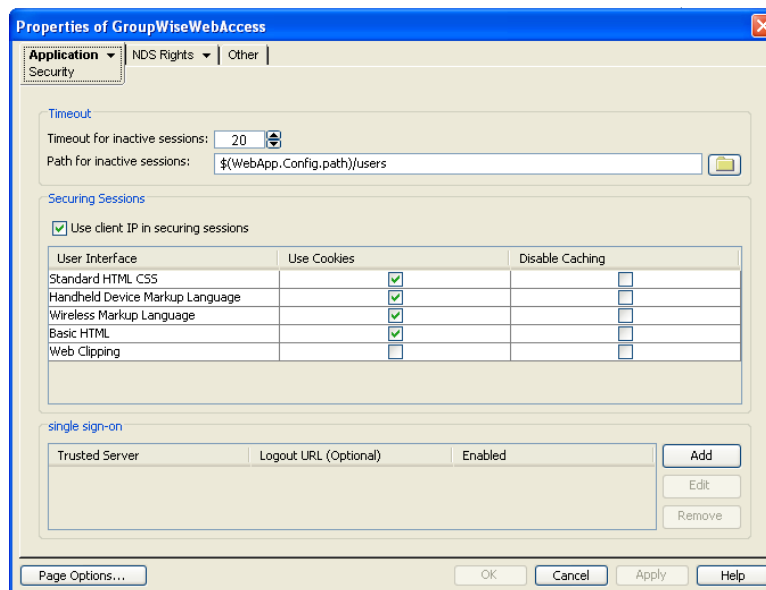 Properties of GroupWiseWebAccess
Application NDS Rights Other
Security
Timeout
Timeout for inactive sessions: 20
Path for inactive sessions: $(WebApp.Config.path)/users
Securing Sessions
Use client IP in securing sessions
User Interface Use Cookies Disable Caching
Standard HTML CSS
Handheld Device Markup Language
Wireless Markup Language
Basic HTML
Web Clipping
single sign-on
Trusted Server Logout URL (Optional) Enabled Add
Edit
Remove
Page Options... OK Cancel Apply Help